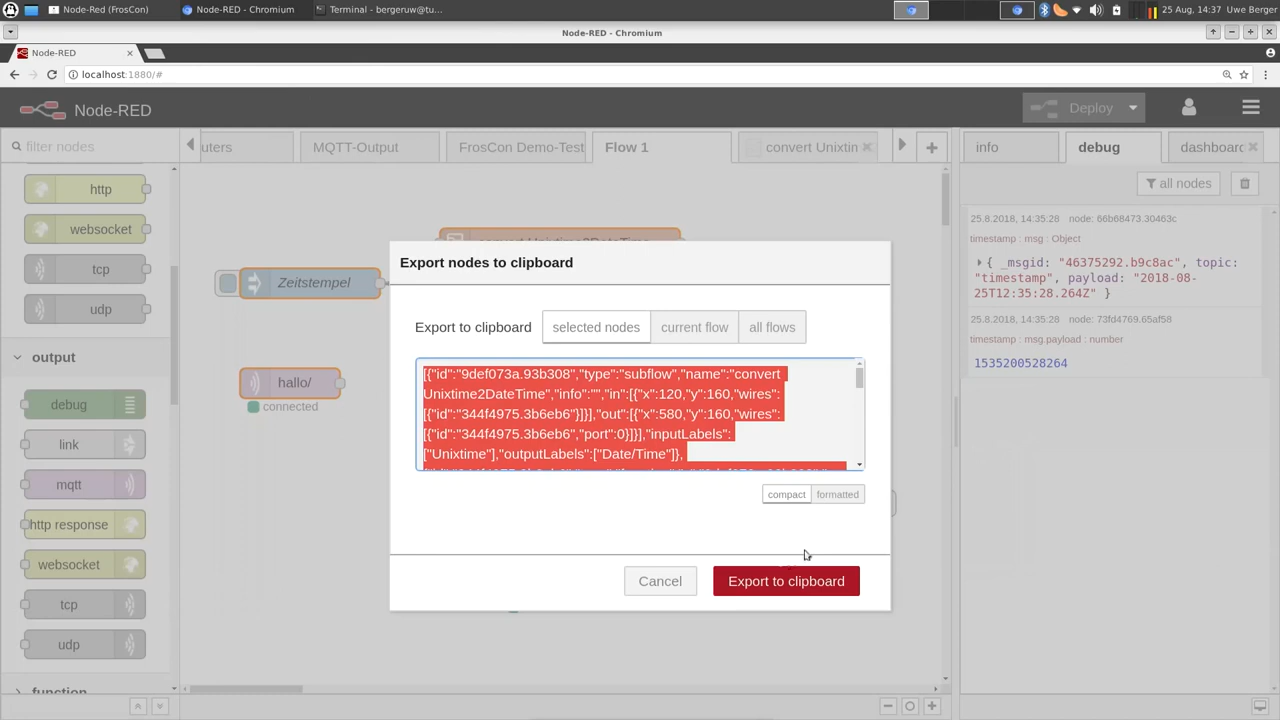 Node-Red (FrosCon)
Node-RED - Chromium
Terminal - bergeruw@tu...
25 Aug, 14:37 Uwe Berger
Node-RED - Chromium
Node-RED
localhost:1880/#
Node-RED
Deploy
filter nodes
uters
MQTT-Output
FrosCon Demo-Test
Flow 1
convert Unixtin
info
debug
dashboard
all nodes
http
websocket
tcp
udp
output
debug
link
mqtt
http response
websocket
tcp
udp
function
convert Unixtime2DateTime
Zeitstempel
hallo/
connected
Export nodes to clipboard
Export to clipboard
selected nodes
current flow
all flows
[{"id":"9def073a.93b308","type":"subflow","name":"convert
Unixtime2DateTime","info":"","in":[{"x":120,"y":160,"wires":
[{"id":"344f4975.3b6eb6"}]}],"out":[{"x":580,"y":160,"wires":
[{"id":"344f4975.3b6eb6","port":0}]}],"inputLabels":
["Unixtime"],"outputLabels":["Date/Time"]},
compact
formatted
Cancel
Export to clipboard
25.8.2018, 14:35:28 node: 66b68473.30463c
timestamp : msg : Object
{ _msgid: "46375292.b9c8ac", topic:
"timestamp", payload: "2018-08-
25T12:35:28.264Z" }
25.8.2018, 14:35:28 node: 73fd4769.65af58
timestamp : msg.payload : number
1535200528264